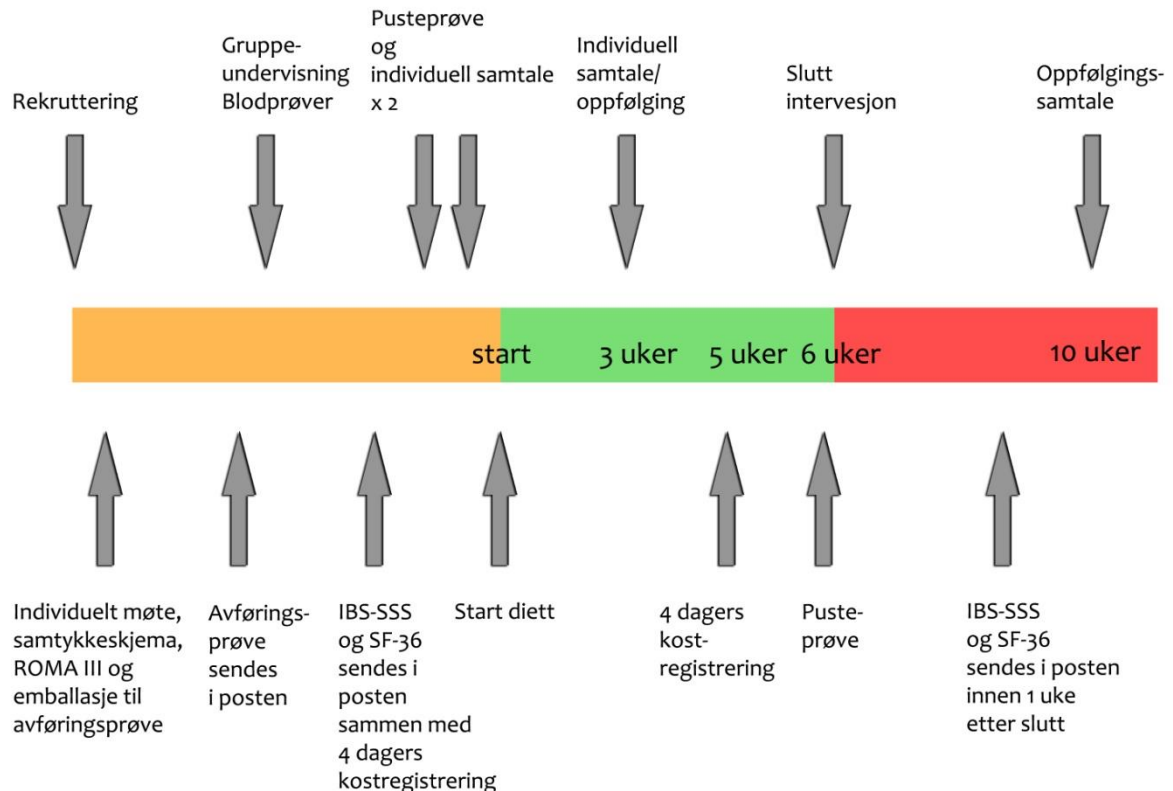 Rekruttering
Gruppe-
undervisning
Blodprøver
Pusteprøve
og
individuell samtale
x 2
Individuell
samtale/
oppfølging
Slutt
intervesjon
Oppfølgings-
samtale
start
3 uker
5 uker
6 uker
10 uker
Individuelt møte,
samtykkeskjema,
ROMA III og
emballasje til
avføringsprøve
Avførings-
prøve
sendes
i posten
IBS-SSS
og SF-36
sendes i
posten
sammen med
4 dagers
kostregistrering
Start diett
4 dagers
kost-
registrering
Puste-
prøve
IBS-SSS
og SF-36
sendes i posten
innen 1 uke
etter slutt